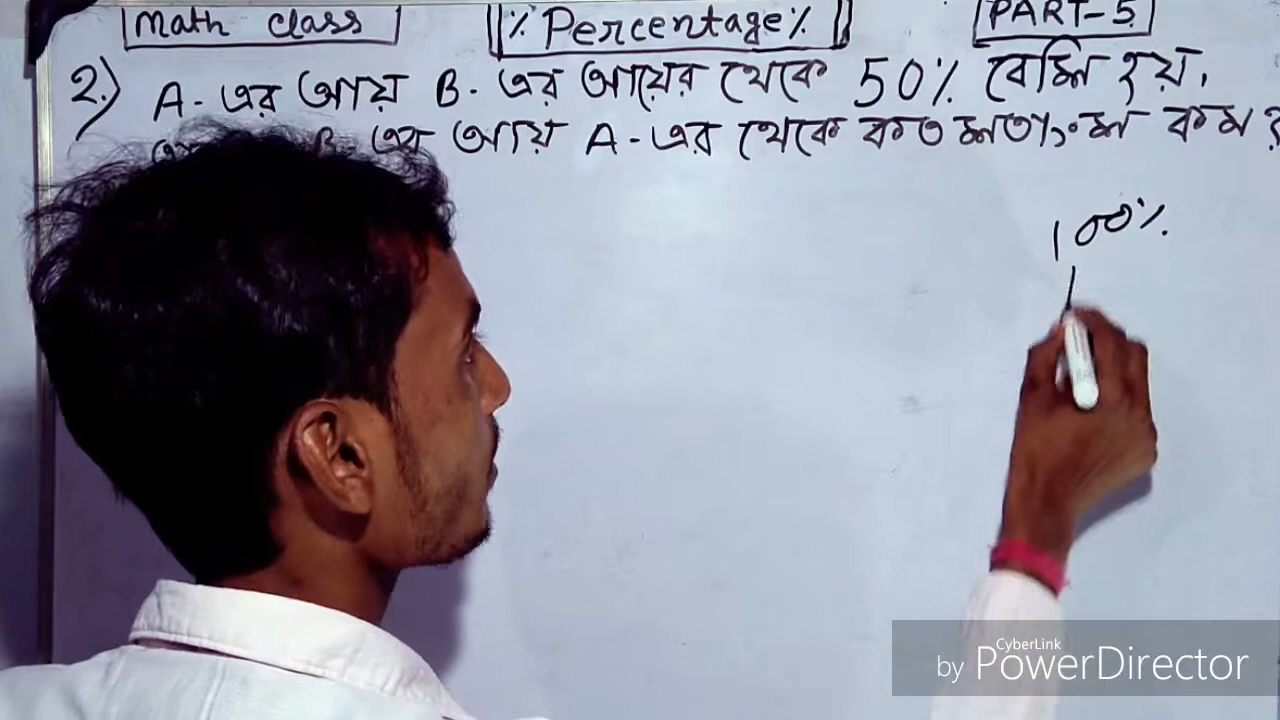 Math class
% Percentage %
PART-5
2.) A-এর আয় B-এর আয়ের থেকে 50% বেশি হয়,
B-এর আয় A-এর থেকে কত শতাংশ কম?
100%
by CyberLink PowerDirector